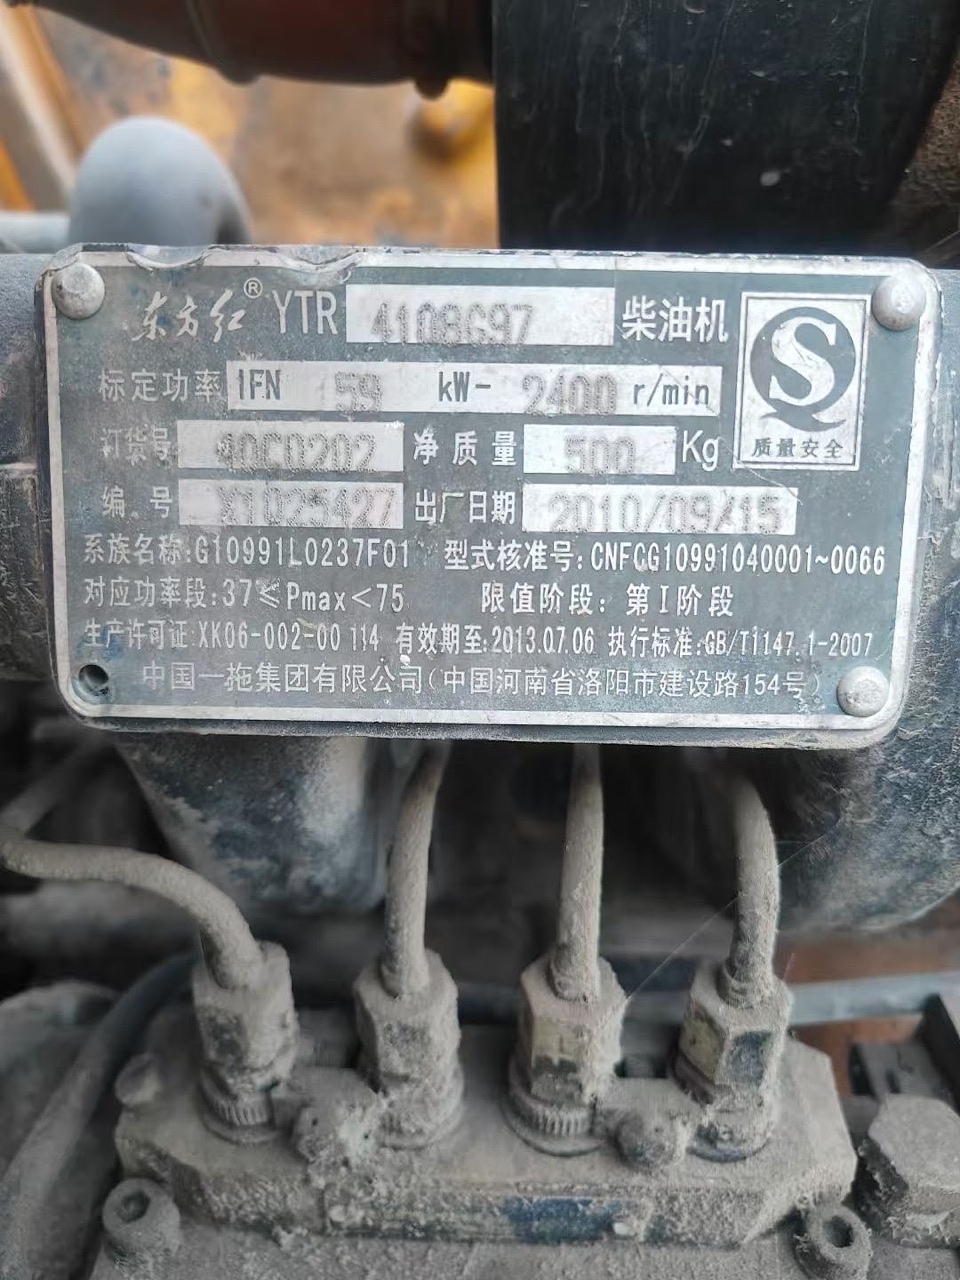 东方红® YTR 4108G97 柴油机
标定功率 1FN 59 kW- 2400 r/min
订货号 40C0202 净质量 500 Kg
编号 X1025427 出厂日期 2010/09/15
系族名称:G10991L0237F01 型式核准号:CNFCG10991040001~0066
对应功率段:37≤Pmax<75 限值阶段:第I阶段
生产许可证:XK06-002-00114 有效期至:2013.07.06 执行标准:GB/T1147.1-2007
中国一拖集团有限公司(中国河南省洛阳市建设路154号)
质量安全